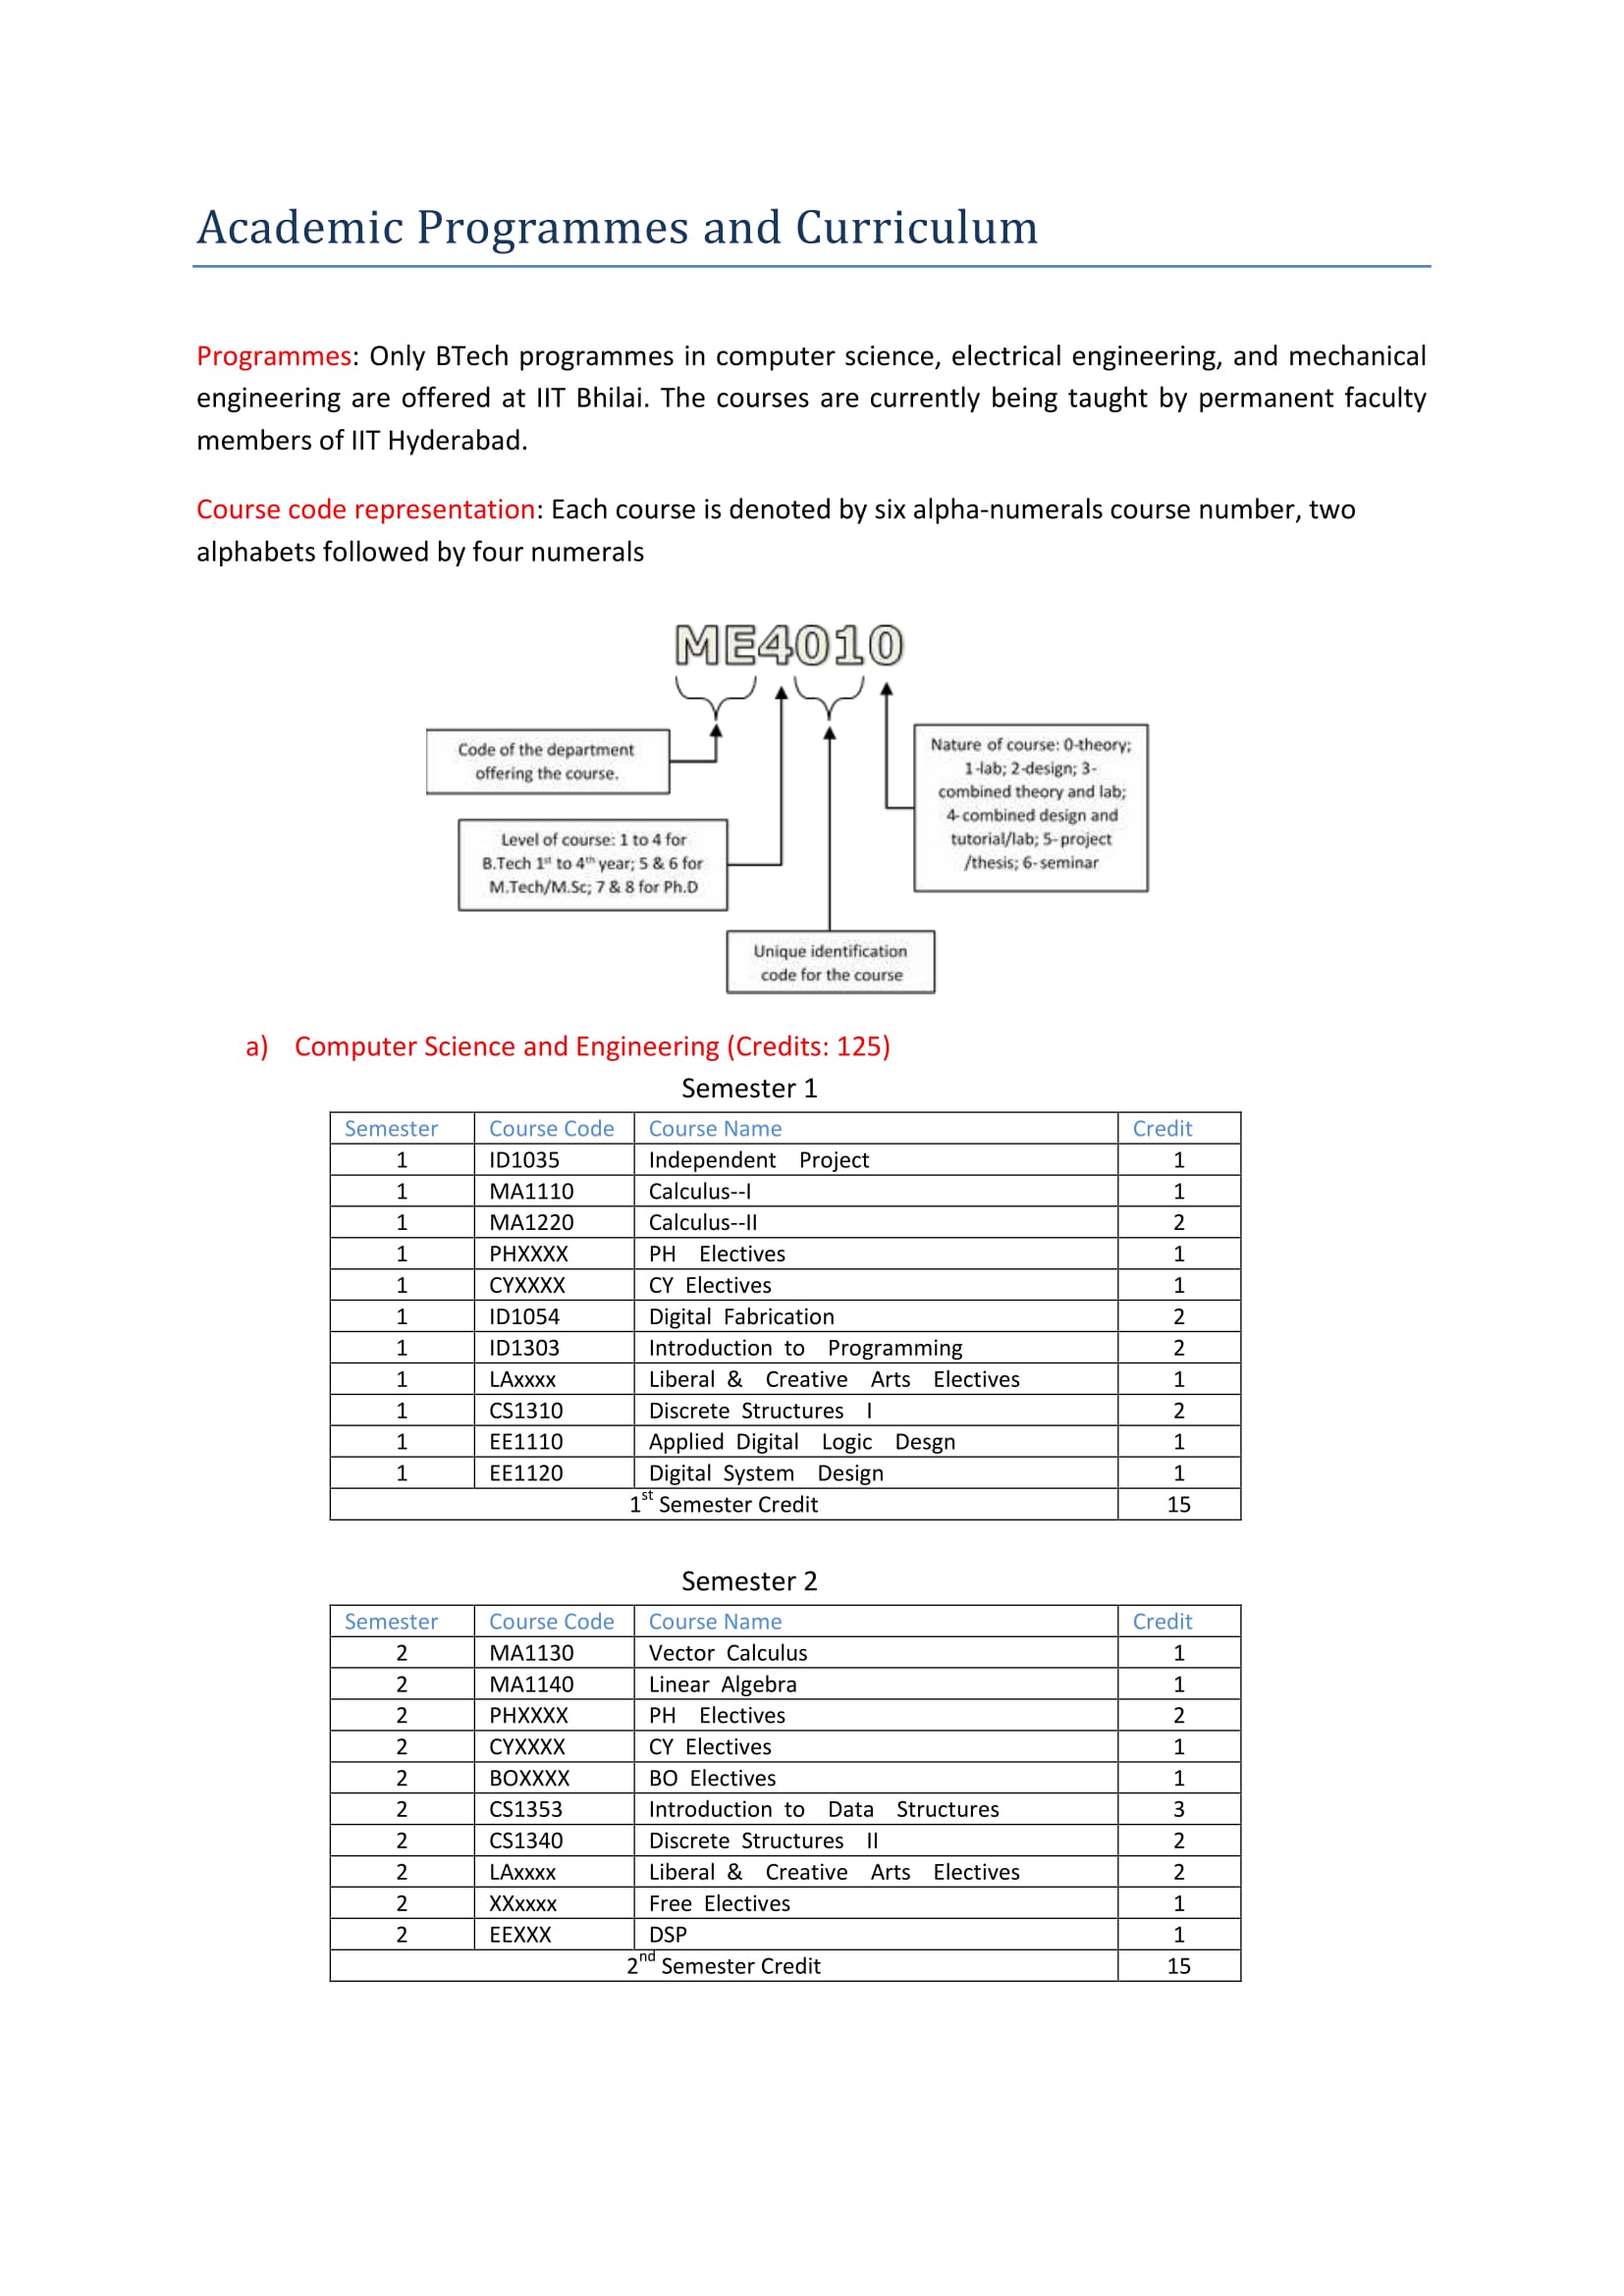 Academic Programmes and Curriculum
Programmes: Only BTech programmes in computer science, electrical engineering, and mechanical
engineering are offered at IIT Bhilai. The courses are currently being taught by permanent faculty
members of IIT Hyderabad.
Course code representation: Each course is denoted by six alpha-numerals course number, two
alphabets followed by four numerals
ME4010
Code of the department
offering the course.
Level of course: 1 to 4 for
B.Tech 1st to 4th year; 5 & 6 for
M.Tech/M.Sc; 7 & 8 for Ph.D
Unique identification
code for the course
Nature of course: 0-theory;
1-lab; 2-design; 3-
combined theory and lab;
4-combined design and
tutorial/lab; 5-project
/thesis; 6-seminar
a) Computer Science and Engineering (Credits: 125)
Semester 1
Semester Course Code Course Name Credit
1 ID1035 Independent Project 1
1 MA1110 Calculus--I 1
1 MA1220 Calculus--II 2
1 PHXXXX PH Electives 1
1 CYXXXX CY Electives 1
1 ID1054 Digital Fabrication 2
1 ID1303 Introduction to Programming 2
1 LAxxxx Liberal & Creative Arts Electives 1
1 CS1310 Discrete Structures I 2
1 EE1110 Applied Digital Logic Desgn 1
1 EE1120 Digital System Design 1
1st Semester Credit 15
Semester 2
Semester Course Code Course Name Credit
2 MA1130 Vector Calculus 1
2 MA1140 Linear Algebra 1
2 PHXXXX PH Electives 2
2 CYXXXX CY Electives 1
2 BOXXXX BO Electives 1
2 CS1353 Introduction to Data Structures 3
2 CS1340 Discrete Structures II 2
2 LAxxxx Liberal & Creative Arts Electives 2
2 XXxxxx Free Electives 1
2 EEXXX DSP 1
2nd Semester Credit 15